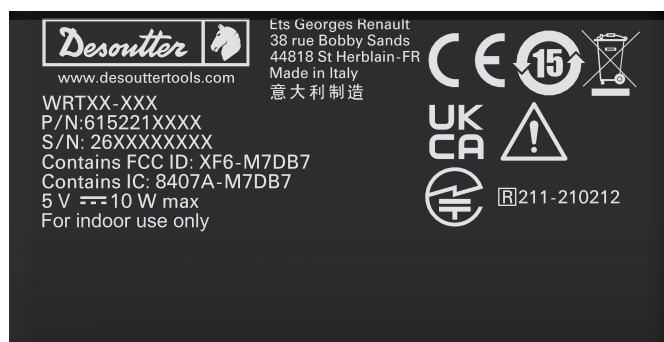 Desoutter
www.desouttertools.com
Ets Georges Renault
38 rue Bobby Sands
44818 St Herblain-FR
Made in Italy
意大利制造
WRTXX-XXX
P/N:615221XXXX
S/N: 26XXXXXXXX
Contains FCC ID: XF6-M7DB7
Contains IC: 8407A-M7DB7
5 V ⎓ 10 W max
For indoor use only
CE
15
UK
CA
R 211-210212